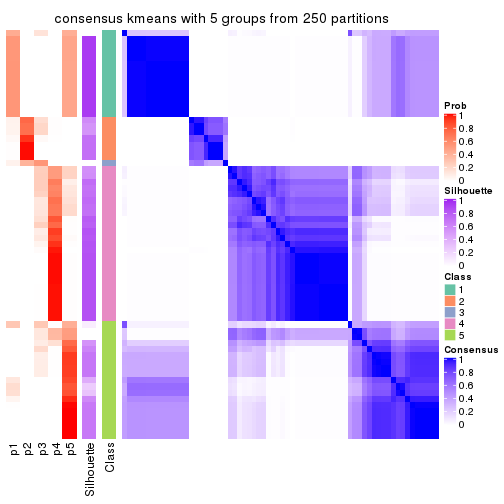 consensus kmeans with 5 groups from 250 partitions
Prob
1
0.8
0.6
0.4
0.2
0
Silhouette
1
0.8
0.6
0.4
0.2
0
Class
1
2
3
4
5
Consensus
1
0.8
0.6
0.4
0.2
0
p1
p2
p3
p4
p5
Silhouette
Class